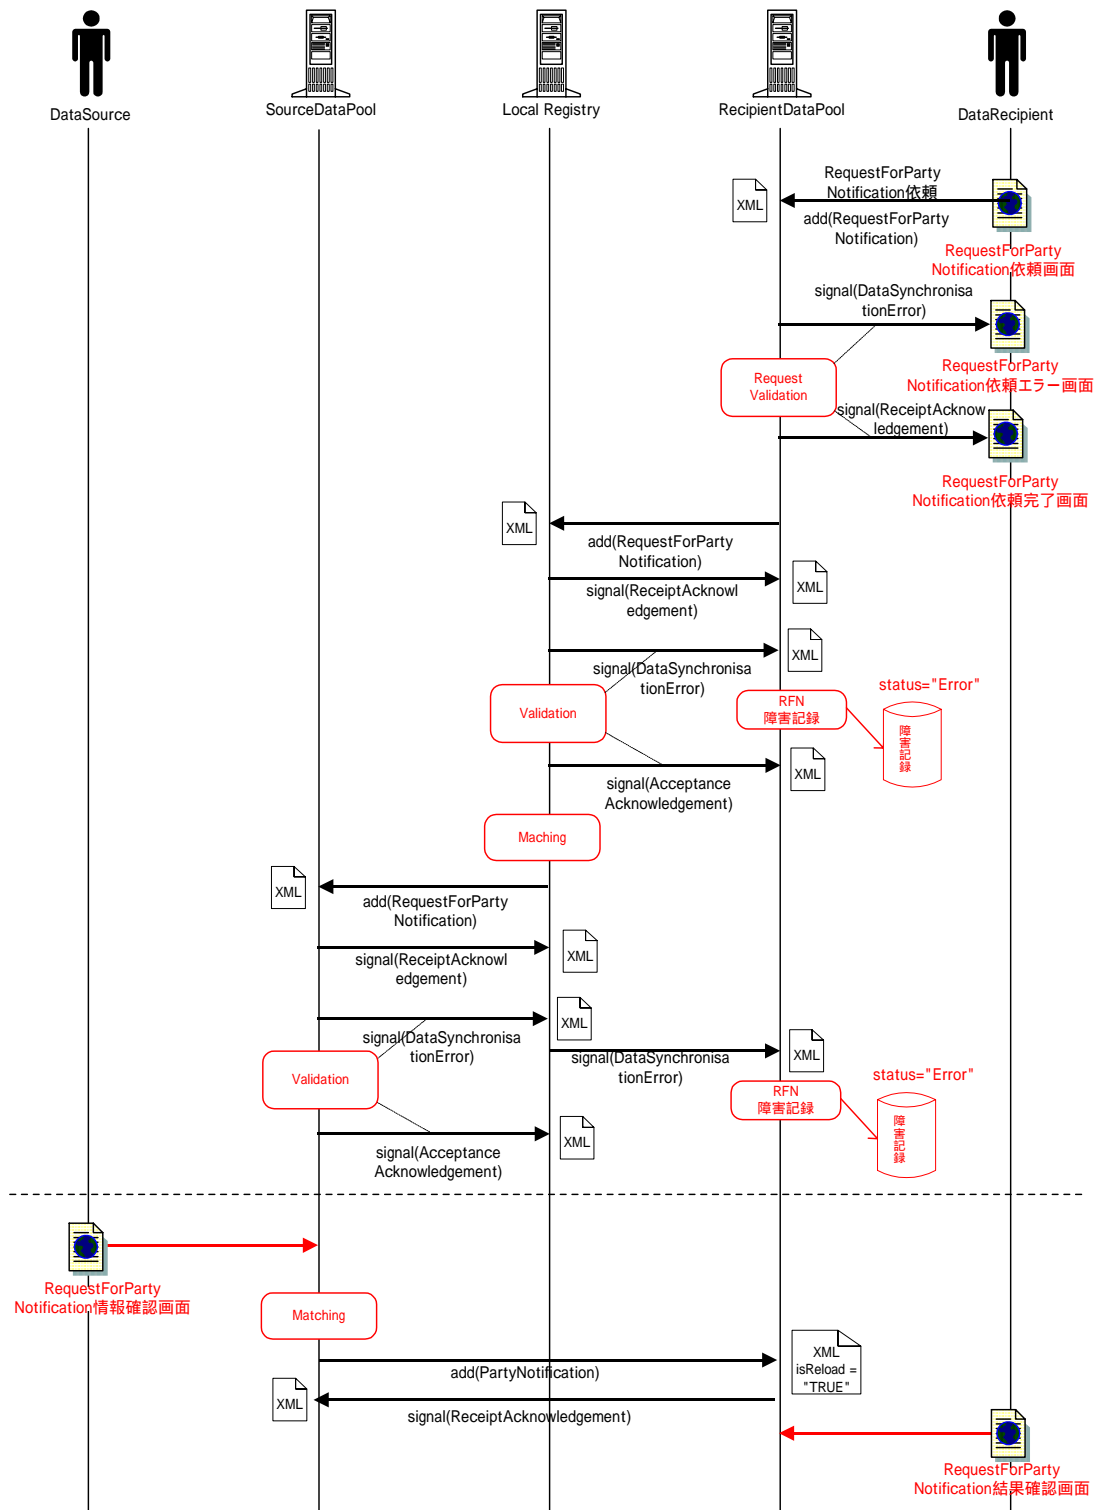 DataSource
SourceDataPool
Local Registry
RecipientDataPool
DataRecipient
RequestForParty
Notification依頼
XML
add(RequestForParty
Notification)
RequestForParty
Notification依頼画面
signal(DataSynchronisa
tionError)
RequestForParty
Notification依頼エラー画面
Request
Validation
signal(ReceiptAcknow
ledgement)
RequestForParty
Notification依頼完了画面
XML
add(RequestForParty
Notification)
signal(ReceiptAcknowl
edgement)
XML
signal(DataSynchronisa
tionError)
XML
Validation
RFN
障害記録
status="Error"
障害記録
signal(Acceptance
Acknowledgement)
XML
Maching
XML
add(RequestForParty
Notification)
signal(ReceiptAcknowl
edgement)
XML
signal(DataSynchronisa
tionError)
XML
signal(DataSynchronisa
tionError)
XML
Validation
RFN
障害記録
status="Error"
障害記録
signal(Acceptance
Acknowledgement)
XML
RequestForParty
Notification情報確認画面
Matching
add(PartyNotification)
XML
isReload =
"TRUE"
XML
signal(ReceiptAcknowledgement)
RequestForParty
Notification結果確認画面